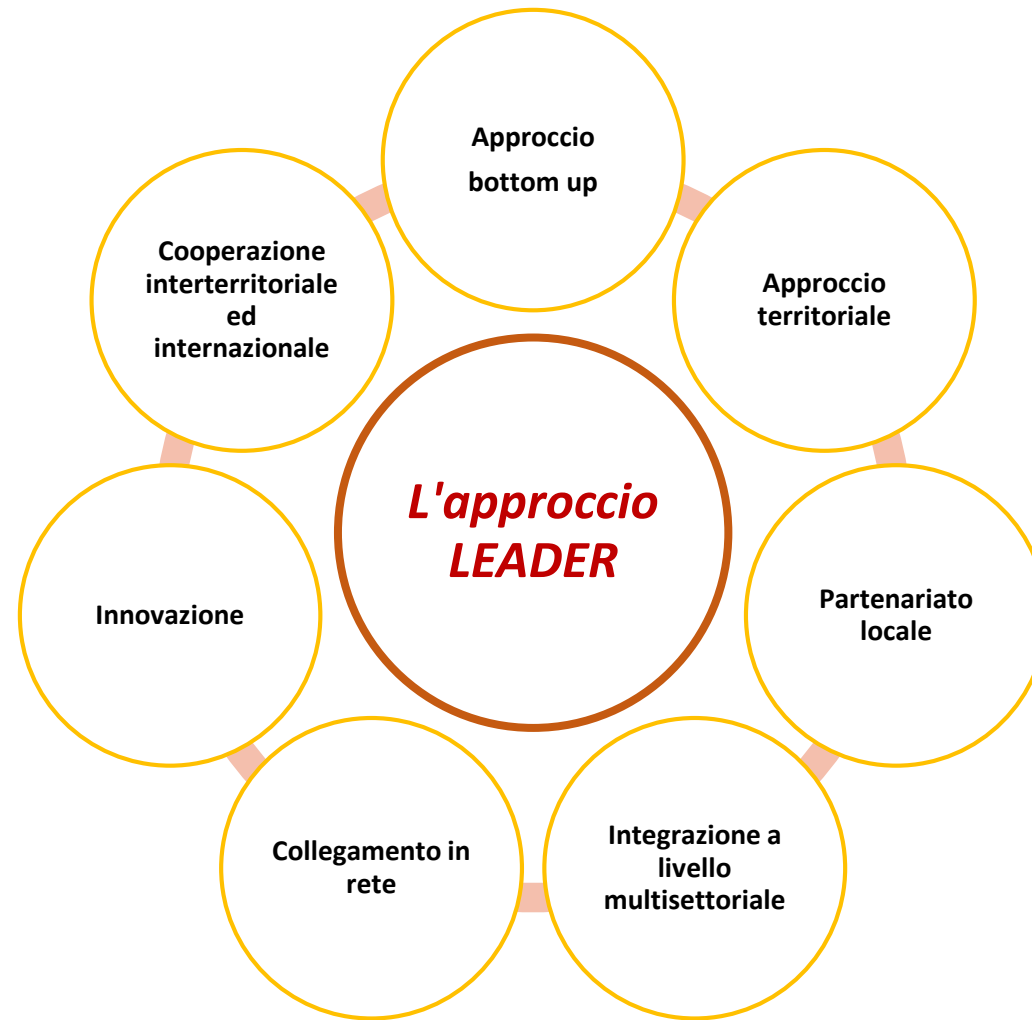 Approccio
bottom up
Approccio
territoriale
Partenariato
locale
Integrazione a
livello
multisettoriale
Collegamento in
rete
Innovazione
Cooperazione
interterritoriale
ed
internazionale
L'approccio
LEADER